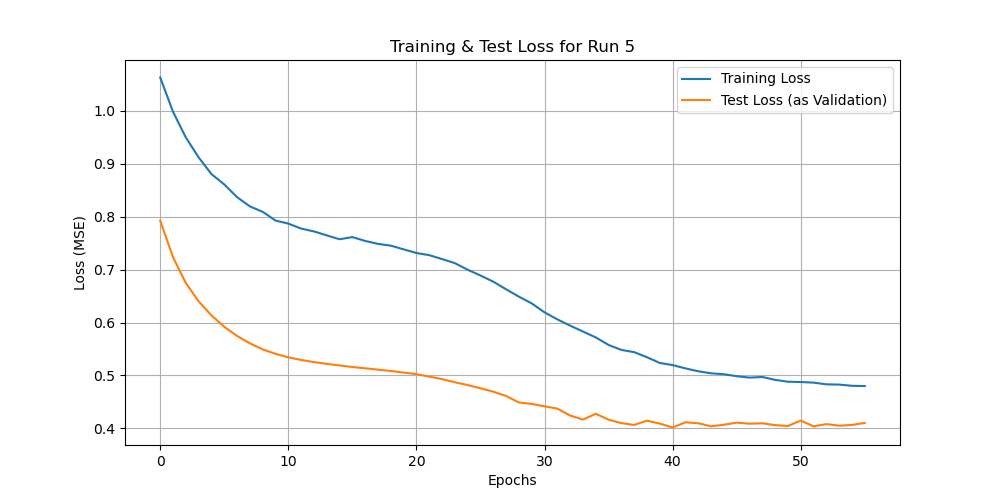 Training & Test Loss for Run 5
Training Loss
Test Loss (as Validation)
1.0
0.9
0.8
0.7
0.6
0.5
0.4
Loss (MSE)
0 10 20 30 40 50
Epochs